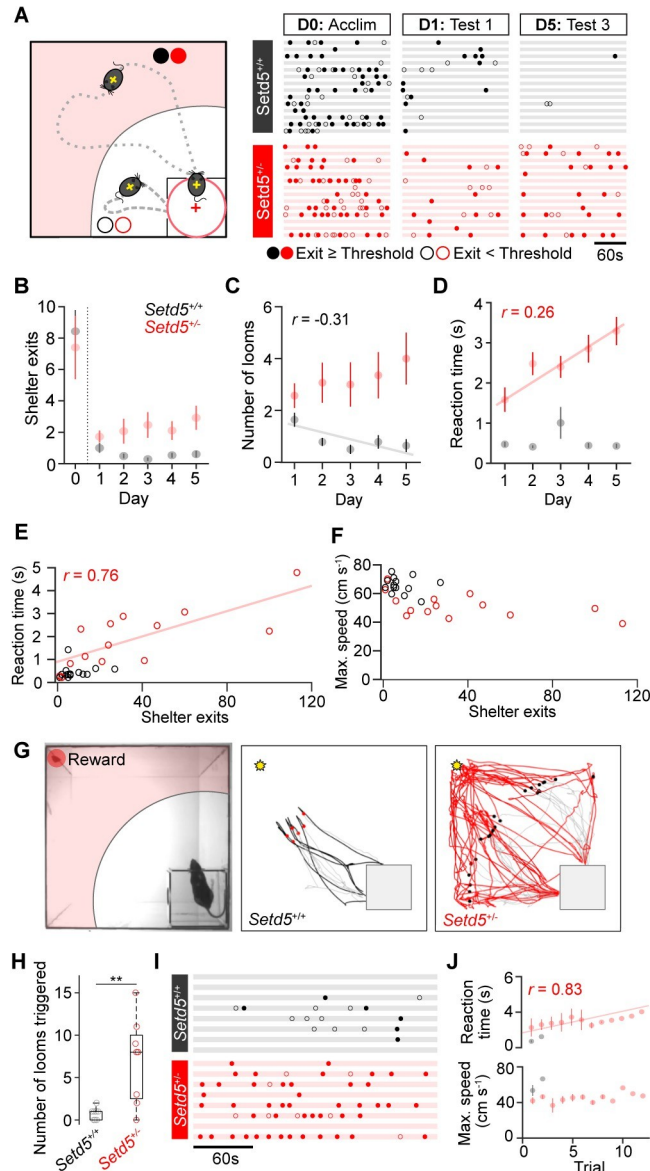 A
D0: Acclim
D1: Test 1
D5: Test 3
Setd5+/+
Setd5+/-
Exit ≥ Threshold
Exit < Threshold
60s
B
Shelter exits
10
8
6
4
2
0
Setd5+/+
Setd5+/-
0 1 2 3 4 5
Day
C
r = -0.31
Number of looms
6
4
2
0
1 2 3 4 5
Day
D
r = 0.26
Reaction time (s)
4
3
2
1
0
1 2 3 4 5
Day
E
r = 0.76
Reaction time (s)
5
4
3
2
1
0
0 40 80 120
Shelter exits
F
Max. speed (cm s-1)
80
60
40
20
0
0 40 80 120
Shelter exits
G
Reward
Setd5+/+
Setd5+/-
H
**
Number of looms triggered
15
10
5
0
Setd5+/+
Setd5+/-
I
Setd5+/+
Setd5+/-
60s
J
r = 0.83
Reaction
time (s)
4
2
0
Max. speed
(cm s-1)
80
40
0
0 5 10
Trial